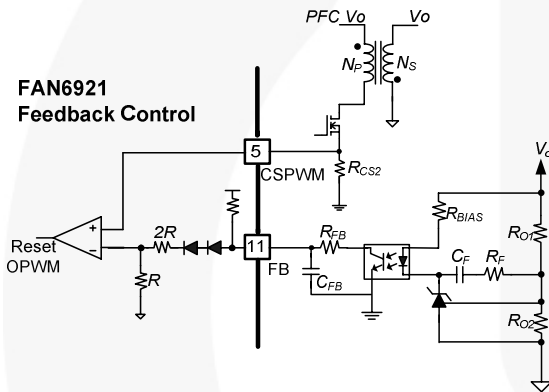 PFC Vo
Vo
NP
NS
FAN6921
Feedback Control
5
CSPWM
RCS2
Vo
RBIAS
RO1
2R
11
FB
RFB
CF
RF
Reset
OPWM
+
-
R
CFB
RO2